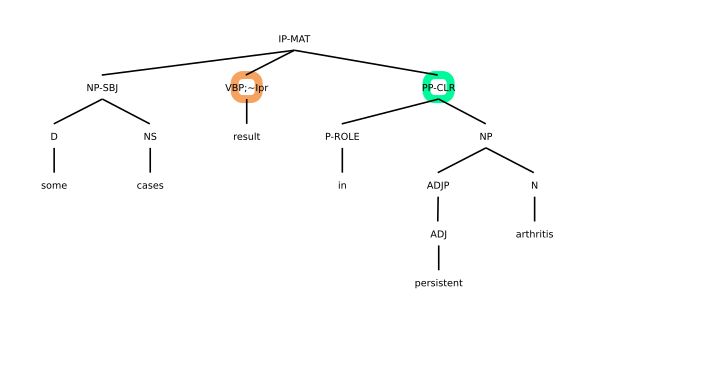 IP-MAT
NP-SBJ VBP;~Ipr PP-CLR
D NS result P-ROLE NP
some cases in ADJP N
ADJ arthritis
persistent